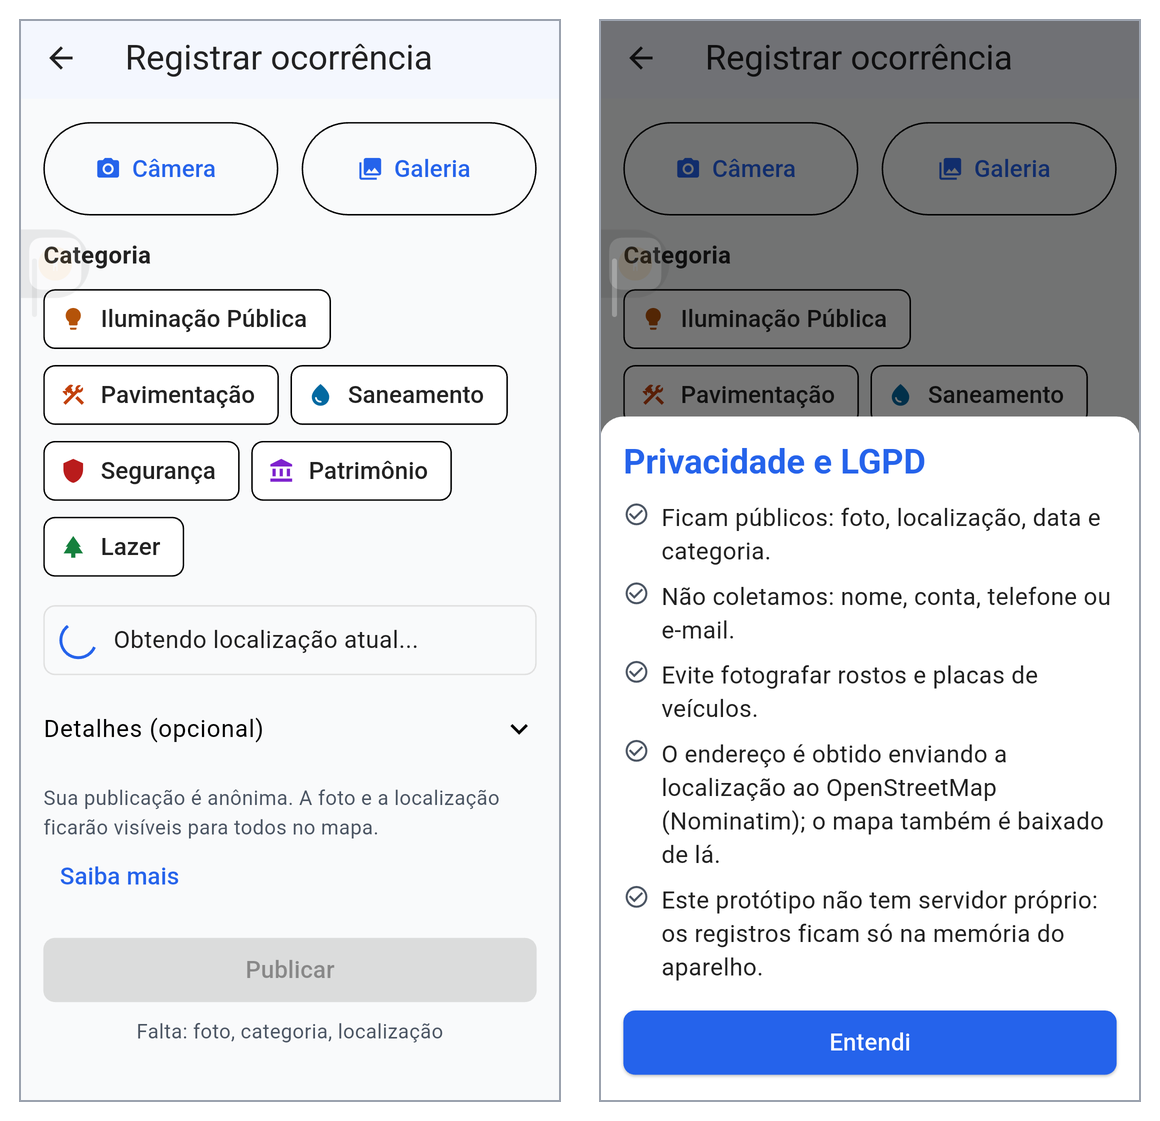 Registrar ocorrência
Câmera
Galeria
Categoria
Iluminação Pública
Pavimentação
Saneamento
Segurança
Patrimônio
Lazer
Obtendo localização atual...
Detalhes (opcional)
Sua publicação é anônima. A foto e a localização
ficarão visíveis para todos no mapa.
Saiba mais
Publicar
Falta: foto, categoria, localização
Registrar ocorrência
Câmera
Galeria
Categoria
Iluminação Pública
Pavimentação
Saneamento
Privacidade e LGPD
Ficam públicos: foto, localização, data e
categoria.
Não coletamos: nome, conta, telefone ou
e-mail.
Evite fotografar rostos e placas de
veículos.
O endereço é obtido enviando a
localização ao OpenStreetMap
(Nominatim); o mapa também é baixado
de lá.
Este protótipo não tem servidor próprio:
os registros ficam só na memória do
aparelho.
Entendi